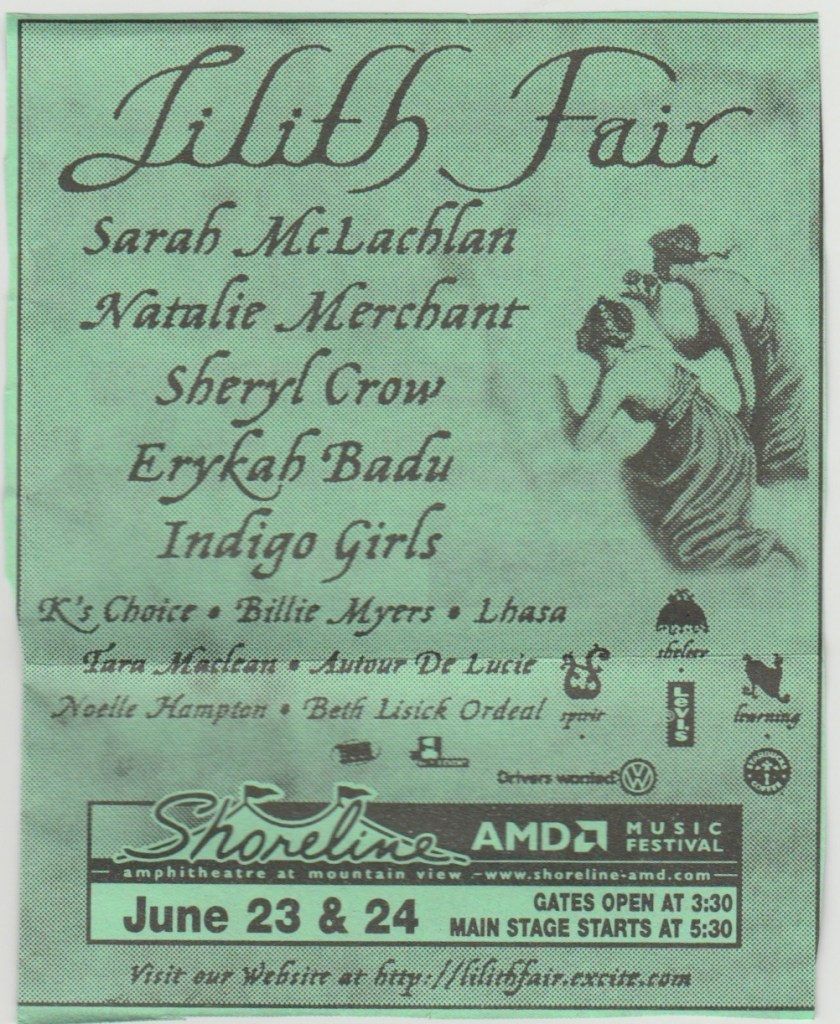 Lilith Fair
Sarah McLachlan
Natalie Merchant
Sheryl Crow
Erykah Badu
Indigo Girls
K's Choice • Billie Myers • Lhasa
Tara Maclean • Autour De Lucie
Noelle Hampton • Beth Lisick Ordeal
shelter
spirit
Levi's
learning
Drivers wanted. VW
Shoreline
AMD MUSIC FESTIVAL
amphitheatre at mountain view – www.shoreline-amd.com
June 23 & 24
GATES OPEN AT 3:30
MAIN STAGE STARTS AT 5:30
Visit our Website at http://lilithfair.excite.com